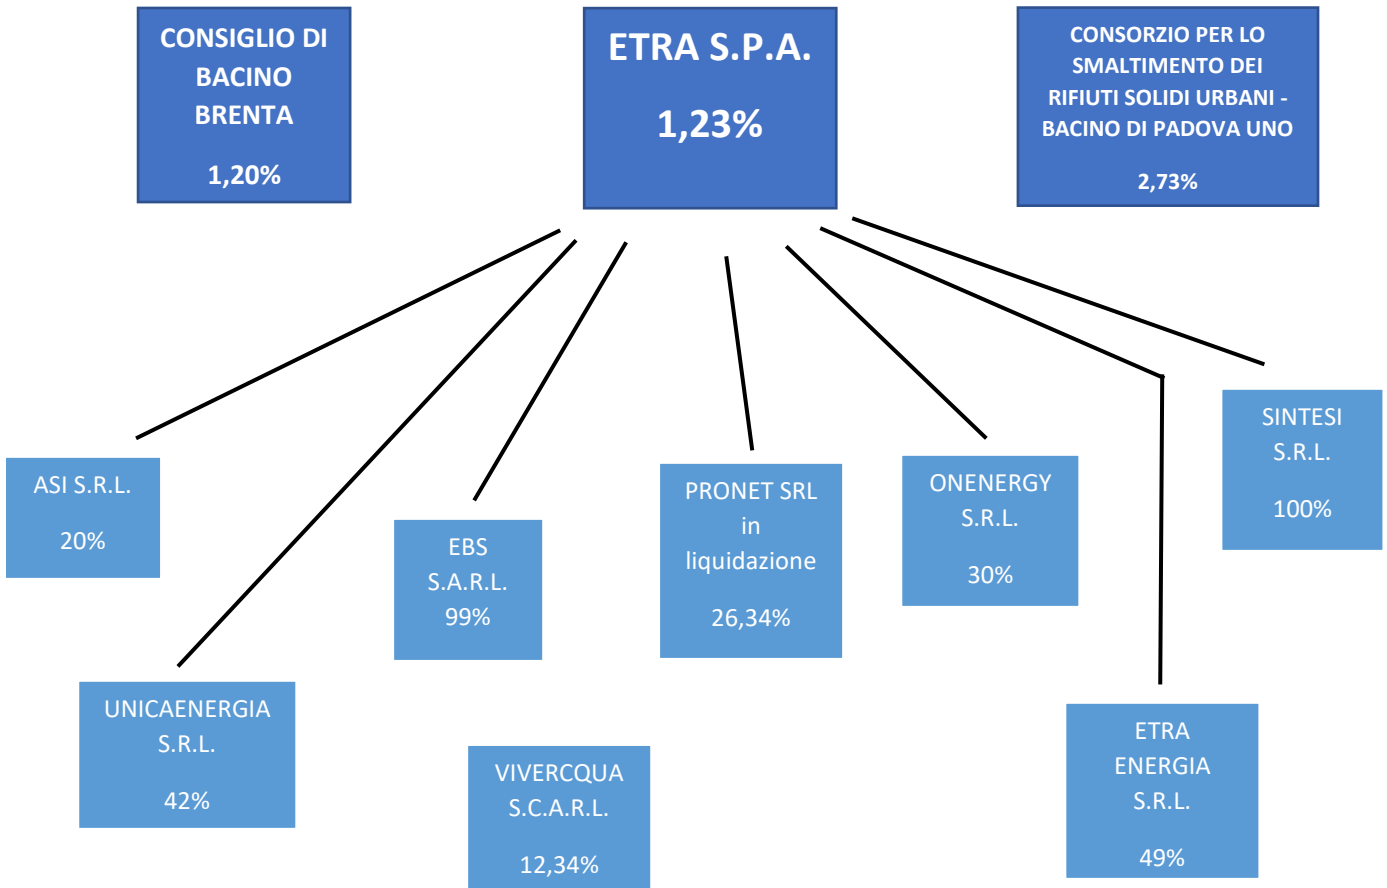 CONSIGLIO DI
BACINO
BRENTA
1,20%
ETRA S.P.A.
1,23%
CONSORZIO PER LO
SMALTIMENTO DEI
RIFIUTI SOLIDI URBANI -
BACINO DI PADOVA UNO
2,73%
ASI S.R.L.
20%
UNICAENERGIA
S.R.L.
42%
EBS
S.A.R.L.
99%
VIVERCQUA
S.C.A.R.L.
12,34%
PRONET SRL
in
liquidazione
26,34%
ONENERGY
S.R.L.
30%
ETRA
ENERGIA
S.R.L.
49%
SINTESI
S.R.L.
100%